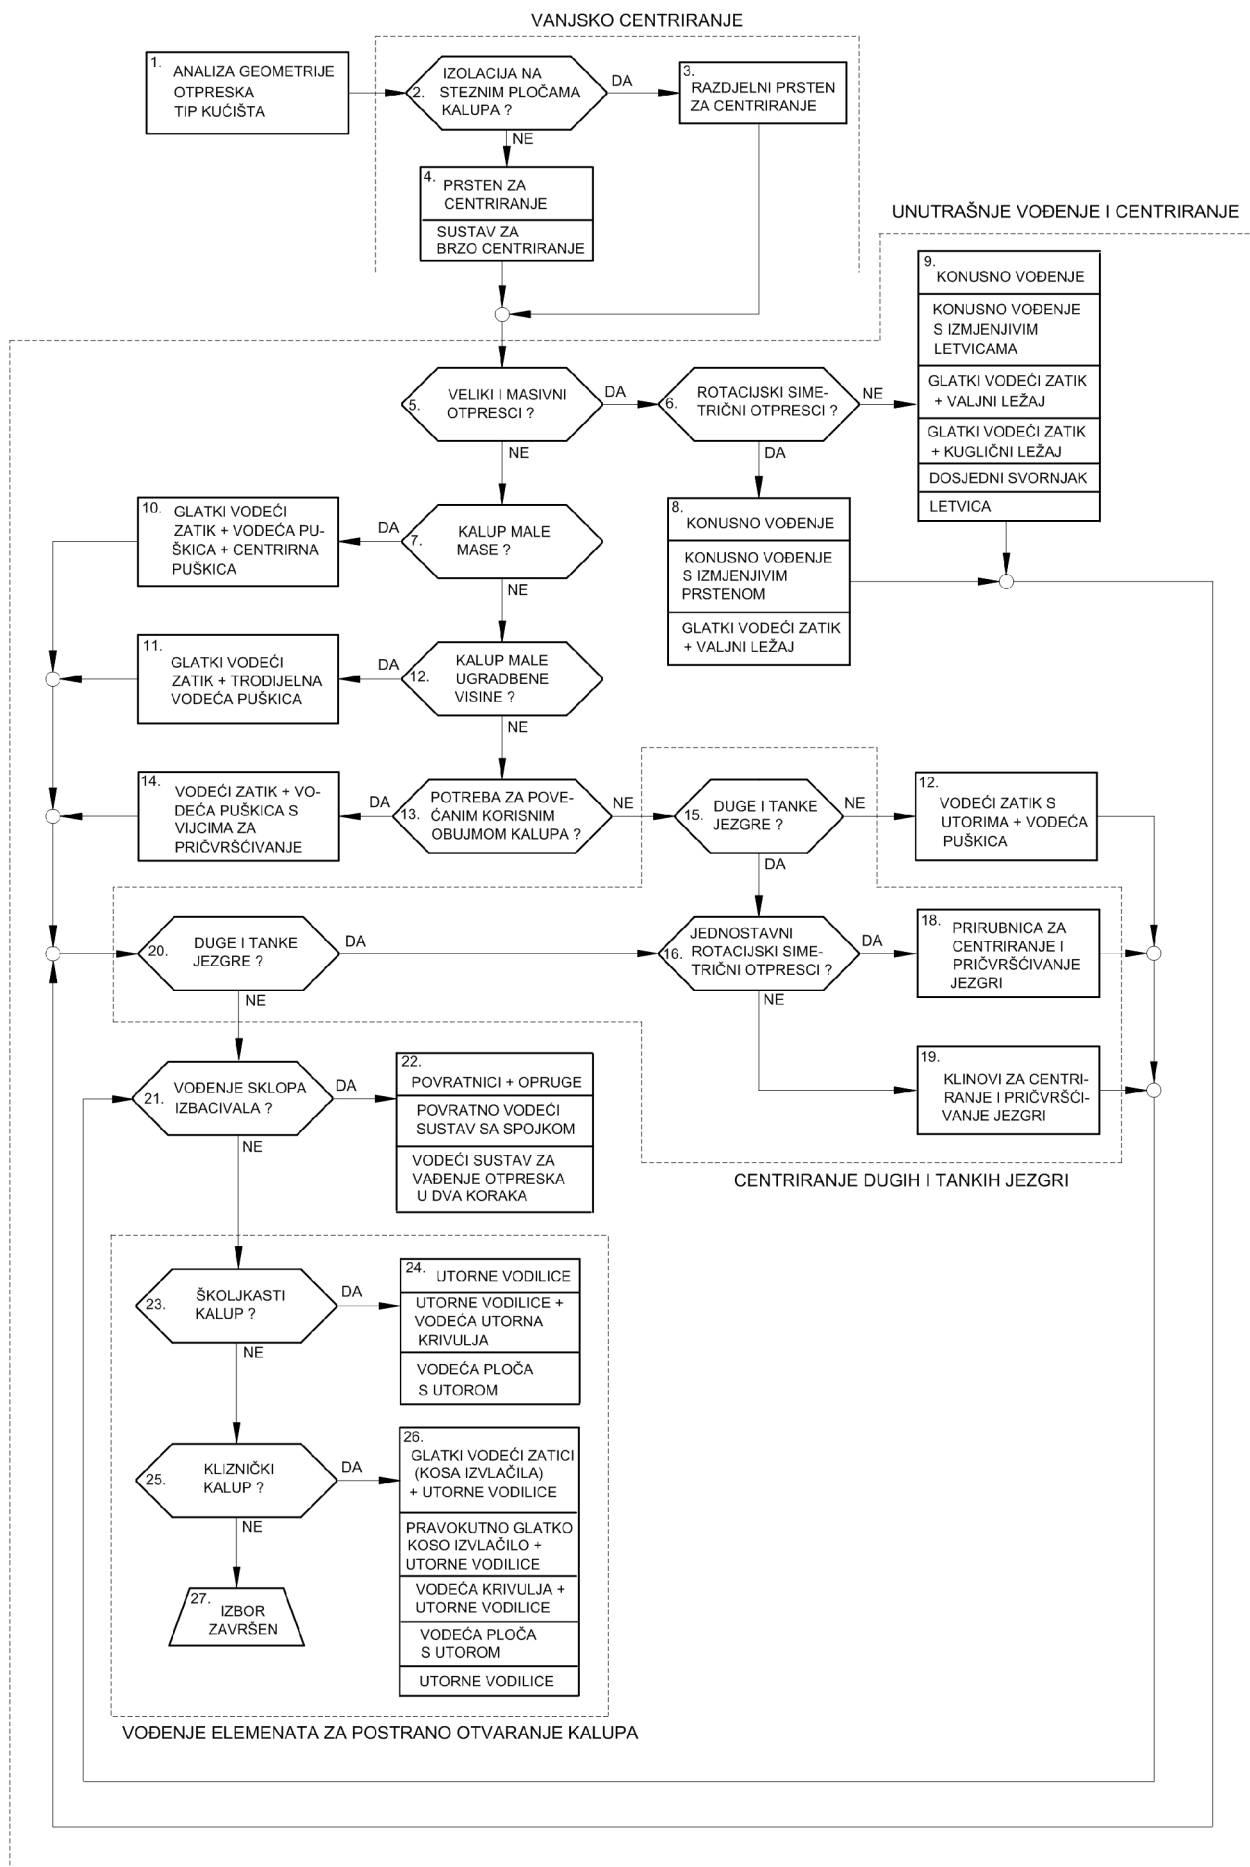 VANJSKO CENTRIRANJE
1.
ANALIZA GEOMETRIJE
OTPRESKA
TIP KUĆIŠTA
IZOLACIJA NA
2. STEZNIM PLOČAMA
KALUPA ?
DA
NE
3.
RAZDJELNI PRSTEN
ZA CENTRIRANJE
4.
PRSTEN ZA
CENTRIRANJE
SUSTAV ZA
BRZO CENTRIRANJE
UNUTRAŠNJE VOĐENJE I CENTRIRANJE
5.
VELIKI I MASIVNI
OTPRESCI ?
DA
NE
6.
ROTACIJSKI SIME-
TRIČNI OTPRESCI ?
NE
DA
9.
KONUSNO VOĐENJE
KONUSNO VOĐENJE
S IZMJENJIVIM
LETVICAMA
GLATKI VODEĆI ZATIK
+ VALJNI LEŽAJ
GLATKI VODEĆI ZATIK
+ KUGLIČNI LEŽAJ
DOSJEDNI SVORNJAK
LETVICA
8.
KONUSNO VOĐENJE
KONUSNO VOĐENJE
S IZMJENJIVIM
PRSTENOM
GLATKI VODEĆI ZATIK
+ VALJNI LEŽAJ
10.
GLATKI VODEĆI
ZATIK + VODEĆA PU-
ŠKICA + CENTRIRNA
PUŠKICA
DA
7.
KALUP MALE
MASE ?
NE
11.
GLATKI VODEĆI
ZATIK + TRODIJELNA
VODEĆA PUŠKICA
DA
12.
KALUP MALE
UGRADBENE
VISINE ?
NE
14.
VODEĆI ZATIK + VO-
DEĆA PUŠKICA S
VIJCIMA ZA
PRIČVRŠĆIVANJE
DA
13.
POTREBA ZA POVE-
ĆANIM KORISNIM
OBUJMOM KALUPA ?
NE
15.
DUGE I TANKE
JEZGRE ?
NE
DA
12.
VODEĆI ZATIK S
UTORIMA + VODEĆA
PUŠKICA
20.
DUGE I TANKE
JEZGRE ?
DA
NE
16.
JEDNOSTAVNI
ROTACIJSKI SIME-
TRIČNI OTPRESCI ?
DA
NE
18.
PRIRUBNICA ZA
CENTRIRANJE I
PRIČVRŠĆIVANJE
JEZGRI
19.
KLINOVI ZA CENTRI-
RANJE I PRIČVRŠĆI-
VANJE JEZGRI
CENTRIRANJE DUGIH I TANKIH JEZGRI
21.
VOĐENJE SKLOPA
IZBACIVALA ?
DA
NE
22.
POVRATNICI + OPRUGE
POVRATNO VODEĆI
SUSTAV SA SPOJKOM
VODEĆI SUSTAV ZA
VAĐENJE OTPRESKA
U DVA KORAKA
23.
ŠKOLJKASTI
KALUP ?
DA
NE
24.
UTORNE VODILICE
UTORNE VODILICE +
VODEĆA UTORNA
KRIVULJA
VODEĆA PLOČA
S UTOROM
25.
KLIZNIČKI
KALUP ?
DA
NE
26.
GLATKI VODEĆI ZATICI
(KOSA IZVLAČILA)
+ UTORNE VODILICE
PRAVOKUTNO GLATKO
KOSO IZVLAČILO +
UTORNE VODILICE
VODEĆA KRIVULJA +
UTORNE VODILICE
VODEĆA PLOČA
S UTOROM
UTORNE VODILICE
27.
IZBOR
ZAVRŠEN
VOĐENJE ELEMENATA ZA POSTRANO OTVARANJE KALUPA